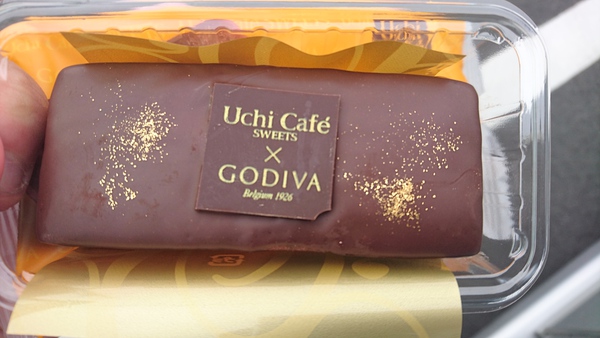 Uchi Café
SWEETS
×
GODIVA
Belgium 1926